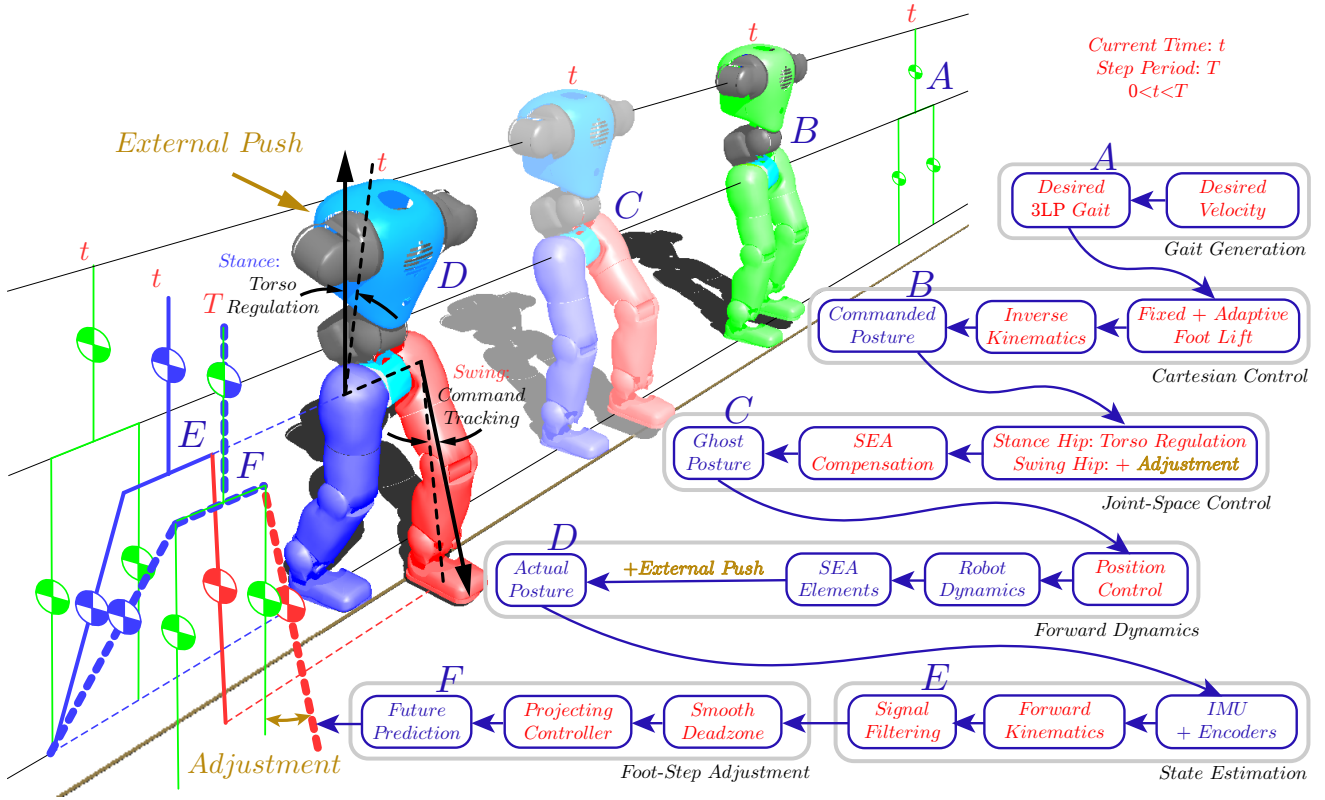 Current Time: t
Step Period: T
0<t<T
t
A
t
B
t
C
t
D
External Push
Stance:
Torso
Regulation
Swing:
Command
Tracking
t
t
T
E
F
Adjustment
A
Desired
3LP Gait
Desired
Velocity
Gait Generation
B
Commanded
Posture
Inverse
Kinematics
Fixed + Adaptive
Foot Lift
Cartesian Control
C
Ghost
Posture
SEA
Compensation
Stance Hip: Torso Regulation
Swing Hip: + Adjustment
Joint-Space Control
D
Actual
Posture
+External Push
SEA
Elements
Robot
Dynamics
Position
Control
Forward Dynamics
E
Signal
Filtering
Forward
Kinematics
IMU
+ Encoders
State Estimation
F
Future
Prediction
Projecting
Controller
Smooth
Deadzone
Foot-Step Adjustment